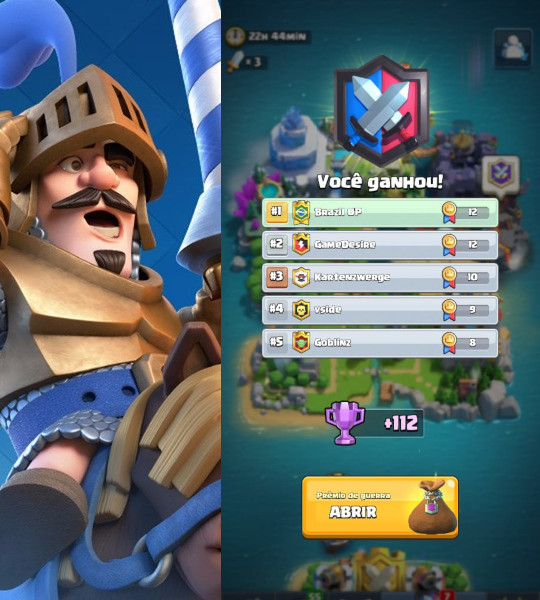 22h 44min
× 3
Você ganhou!
#1 Brazil UP 12
#2 GameDesire 12
#3 Kartenzwerge 10
#4 vside 9
#5 Goblinz 8
+112
Prêmio de guerra
ABRIR